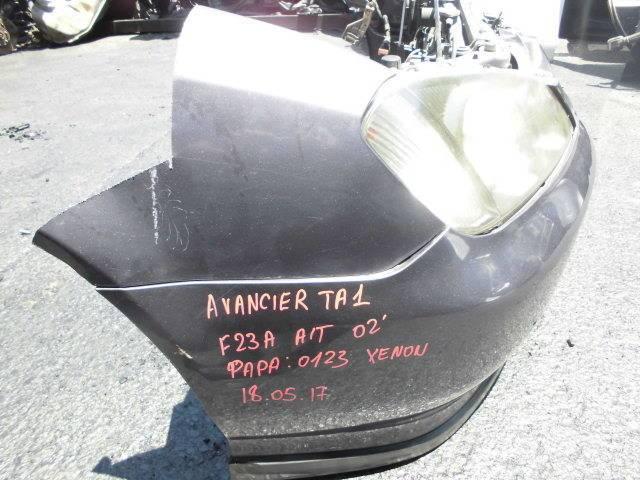 AVANCIER TA1
F23A A/T 02'
ФАРА: 0123 XENON
18.05.17